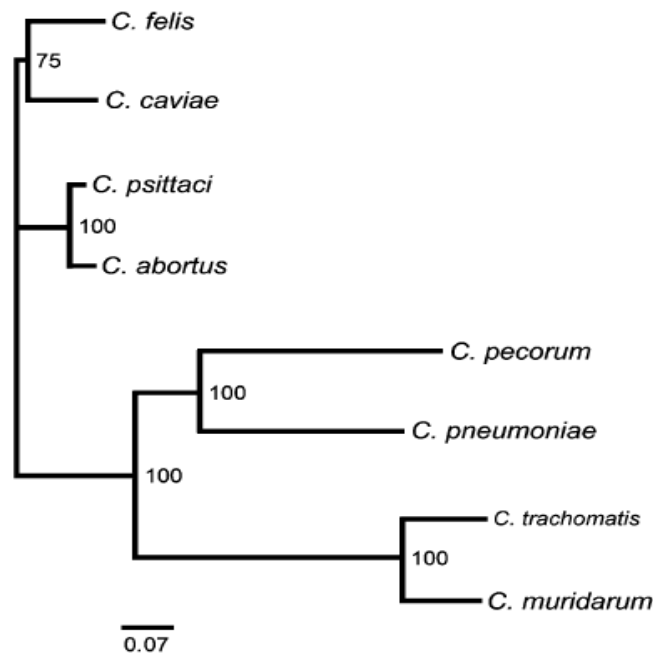 C. felis
75
C. caviae
C. psittaci
100
C. abortus
C. pecorum
100
C. pneumoniae
100
C. trachomatis
100
C. muridarum
0.07